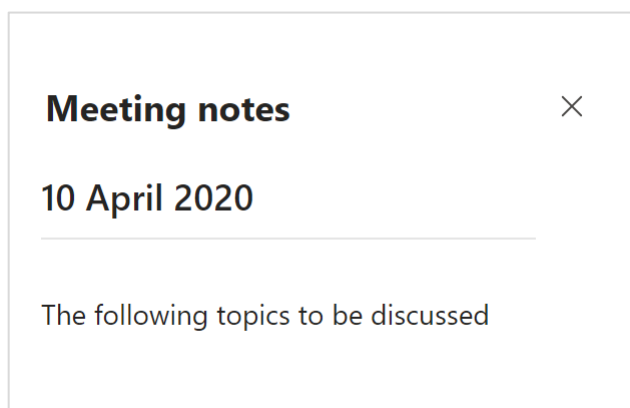 Meeting notes
10 April 2020
The following topics to be discussed